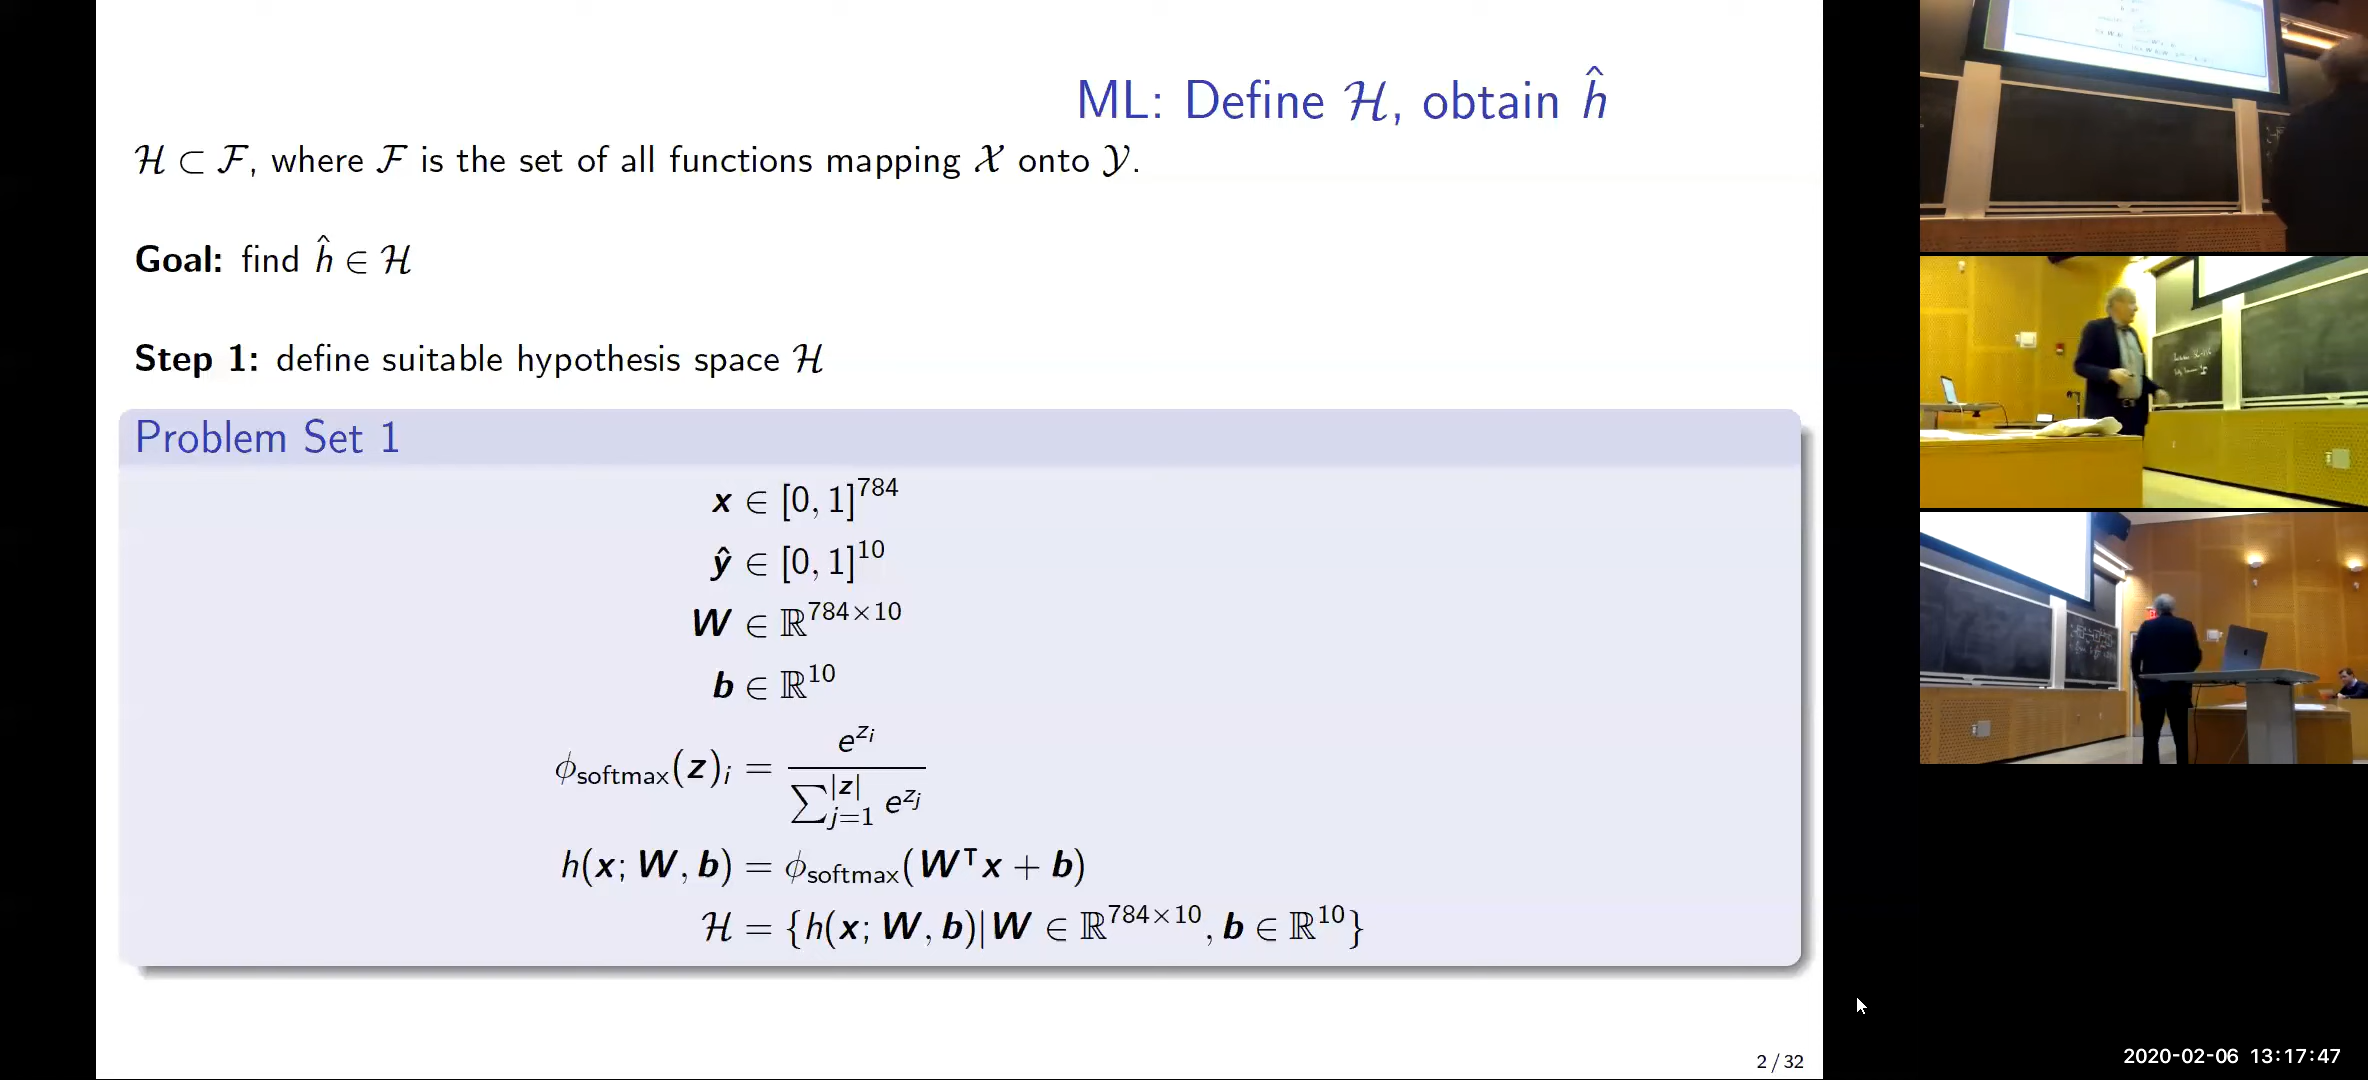 ML: Define ℋ, obtain ĥ
ℋ ⊂ ℱ, where ℱ is the set of all functions mapping 𝒳 onto 𝒴.
Goal: find ĥ ∈ ℋ
Step 1: define suitable hypothesis space ℋ
Problem Set 1
x ∈ [0, 1]^784
ŷ ∈ [0, 1]^10
W ∈ ℝ^{784×10}
b ∈ ℝ^10
ϕ_softmax(z)_i = e^{z_i} / ∑_{j=1}^{|z|} e^{z_j}
h(x; W, b) = ϕ_softmax(W^⊤ x + b)
ℋ = {h(x; W, b)|W ∈ ℝ^{784×10}, b ∈ ℝ^10}
2 / 32
2020-02-06 13:17:47